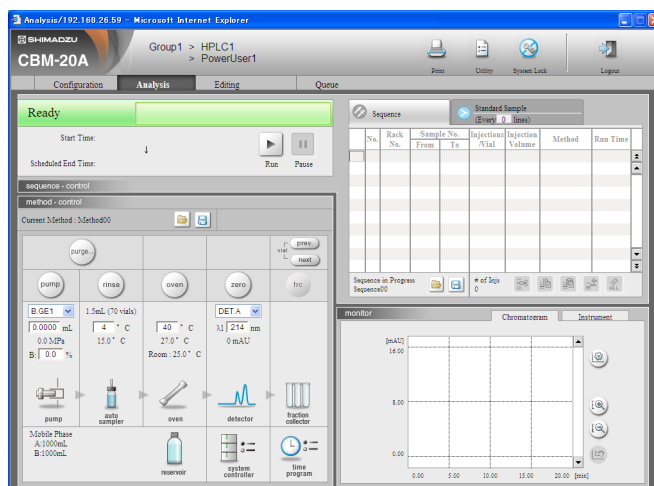 Analysis/192.168.26.59 - Microsoft Internet Explorer
SHIMADZU
CBM-20A
Group1 > HPLC1
> PowerUser1
Print
Utility
System Lock
Logout
Configuration
Analysis
Editing
Queue
Ready
Start Time:
↓
Scheduled End Time:
Run
Pause
sequence - control
method - control
Current Method : Method00
purge...
vial
prev.
next
pump
rinse
oven
zero
frc
B.GE1
1.5mL (70 vials)
DET.A
0.0000 mL
4 ° C
40 ° C
λ1 214 nm
0.0 MPa
15.0° C
27.0° C
0 mAU
B: 0.0 %
Room : 25.0° C
pump
auto
sampler
oven
detector
fraction
collector
Mobile Phase
A:1000mL
B:1000mL
reservoir
system
controller
time
program
Sequence
Standard
Sample
(Every 0 lines)
No.
Rack
No.
Sample No.
From
To
Injections
/Vial
Injection
Volume
Method
Run Time
Sequence in Progress
Sequence00
# of Injs
0
monitor
Chromatogram
Instrument
[mAU]
16.00
8.00
0.00
0.00
5.00
10.00
15.00
20.00 [min]